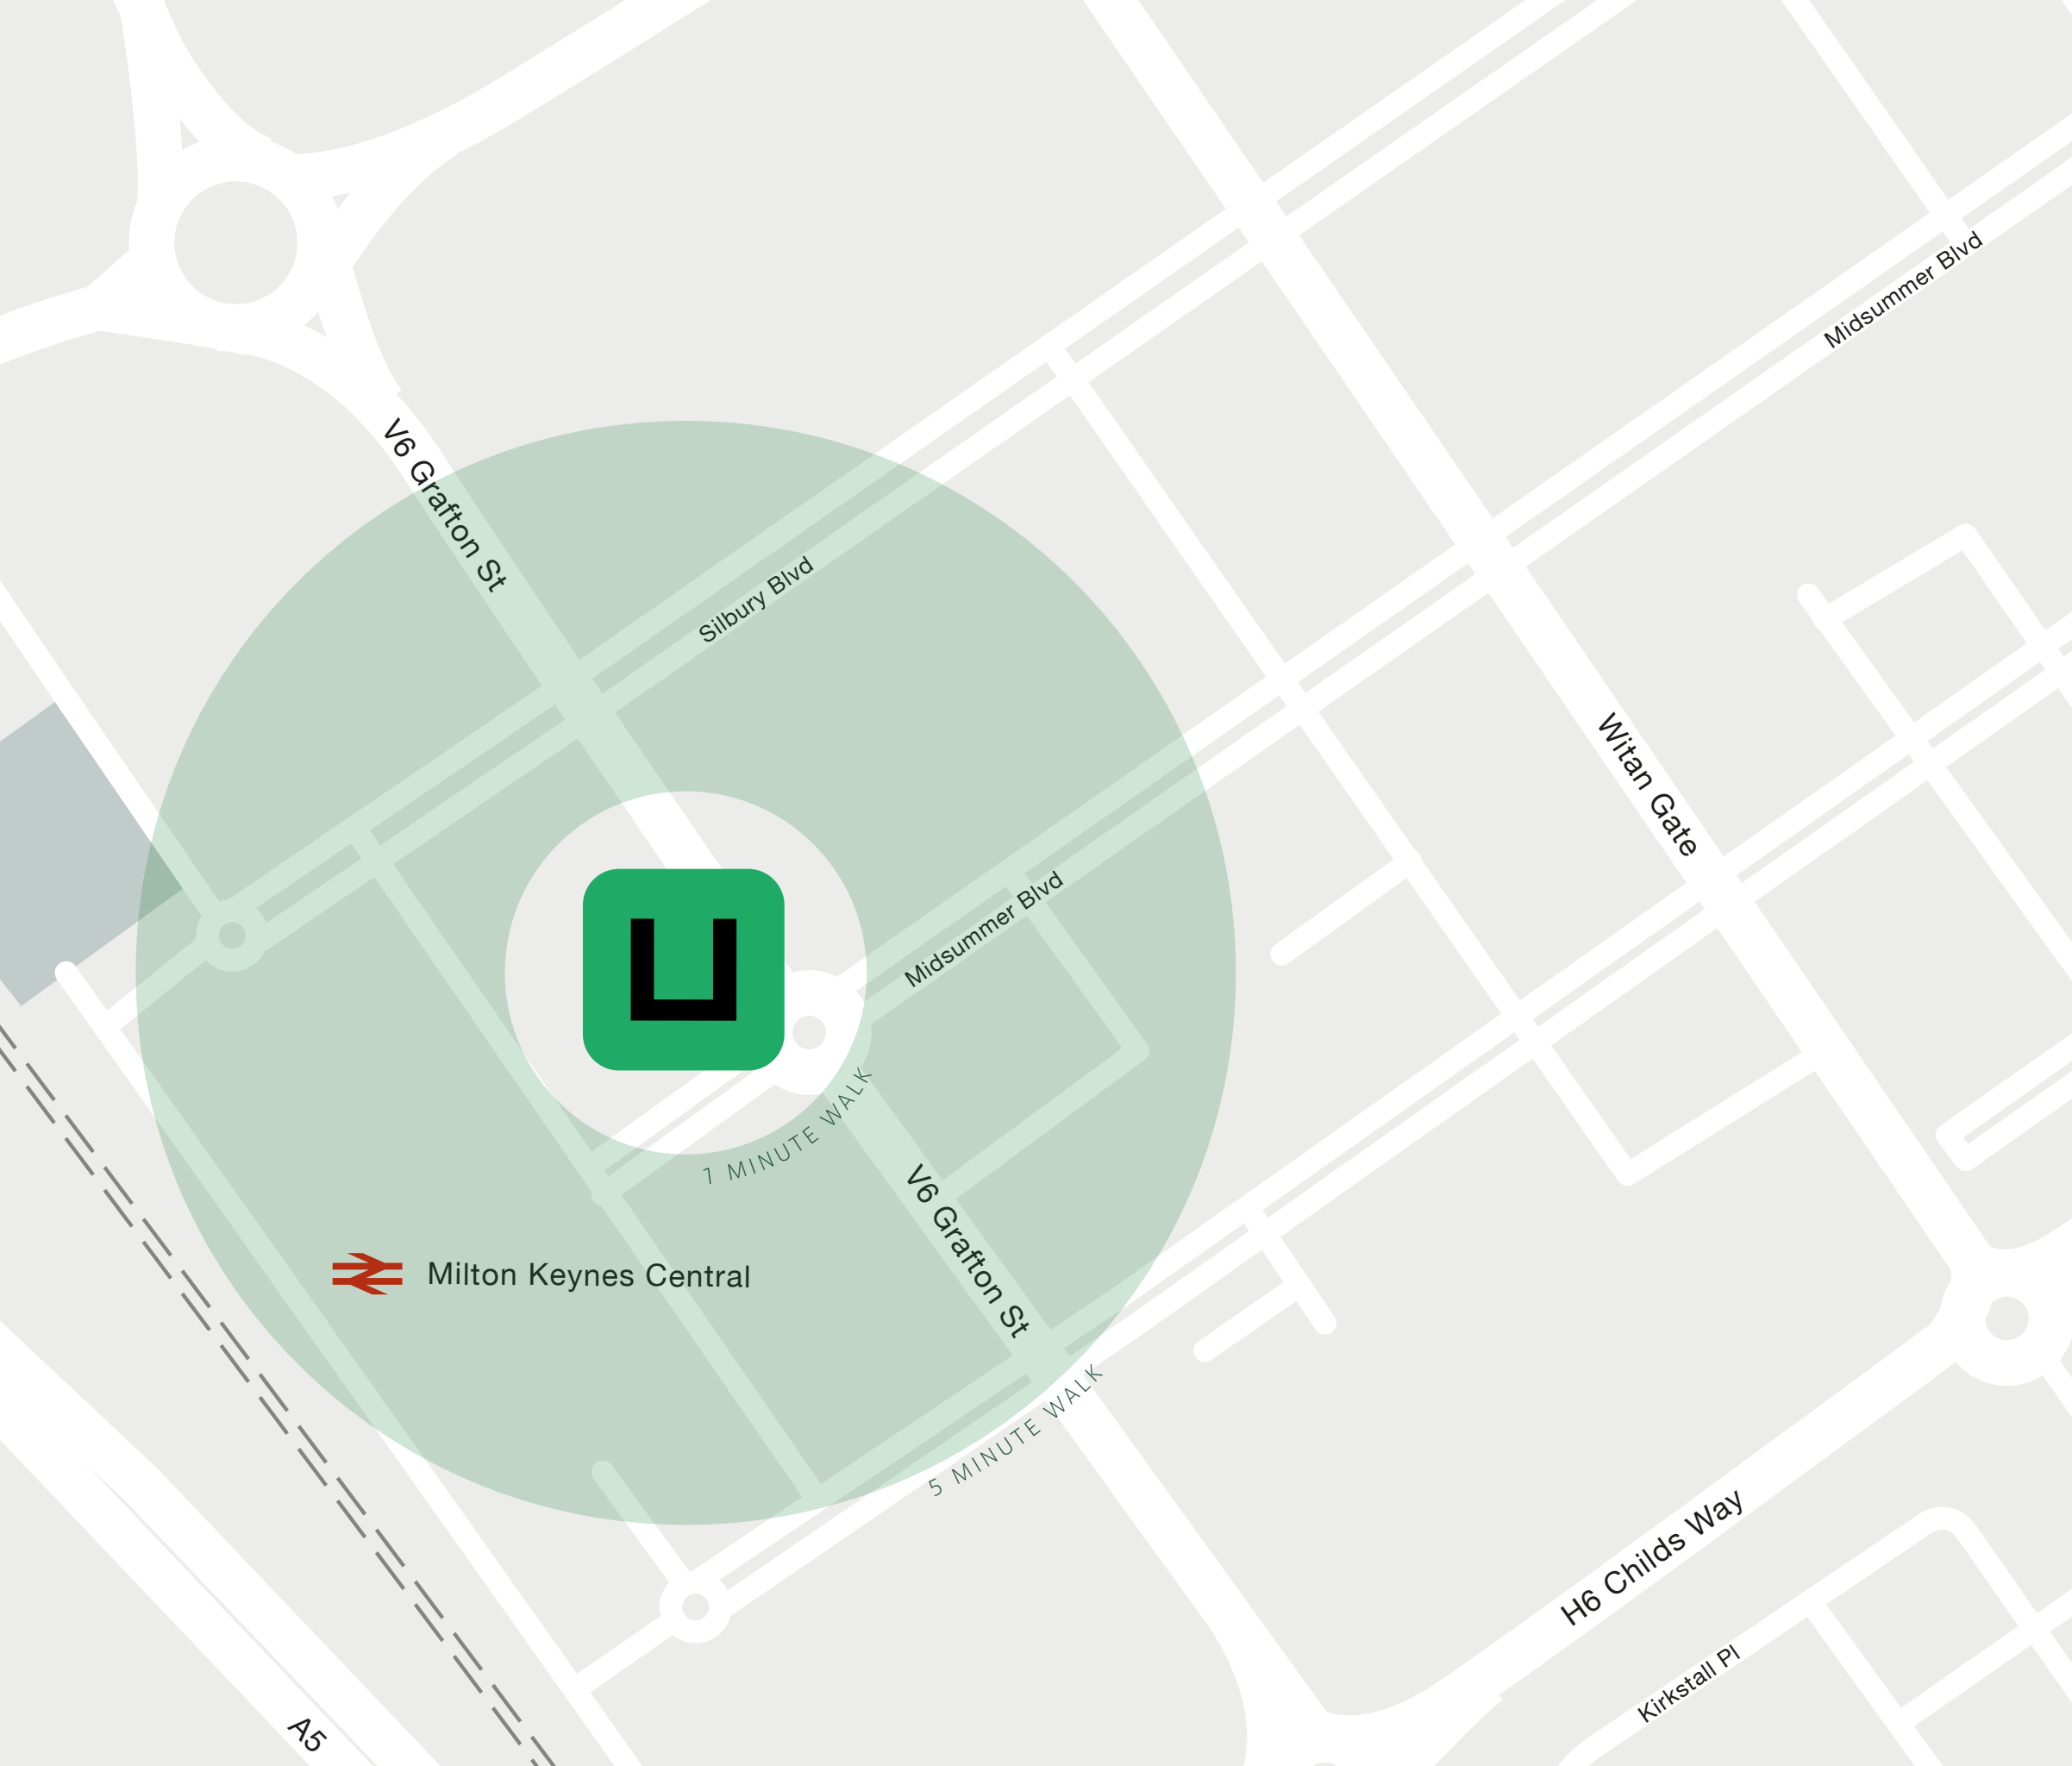 Midsummer Blvd
V6 Grafton St
Silbury Blvd
Witan Gate
Midsummer Blvd
1 MINUTE WALK
V6 Grafton St
Milton Keynes Central
5 MINUTE WALK
H6 Childs Way
Kirkstall Pl
A5